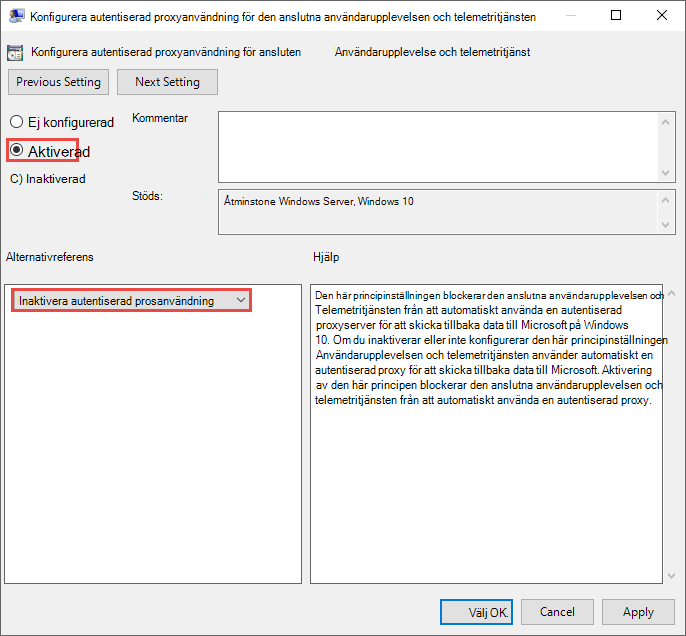 Konfigurera autentiserad proxyanvändning för den anslutna användarupplevelsen och telemetritjänsten
Konfigurera autentiserad proxyanvändning för ansluten Användarupplevelse och telemetritjänst
Previous Setting Next Setting
Ej konfigurerad
Kommentar
Aktiverad
C) Inaktiverad
Stöds:
Åtminstone Windows Server, Windows 10
Alternativreferens
Hjälp
Inaktivera autentiserad prosanvändning
Den här principinställningen blockerar den anslutna användarupplevelsen och
Telemetritjänsten från att automatiskt använda en autentiserad
proxyserver för att skicka tillbaka data till Microsoft på Windows
10. Om du inaktiverar eller inte konfigurerar den här principinställningen
Användarupplevelsen och telemetritjänsten använder automatiskt en
autentiserad proxy för att skicka tillbaka data till Microsoft. Aktivering
av den här principen blockerar den anslutna användarupplevelsen och
telemetritjänsten från att automatiskt använda en autentiserad proxy.
Välj OK. Cancel Apply